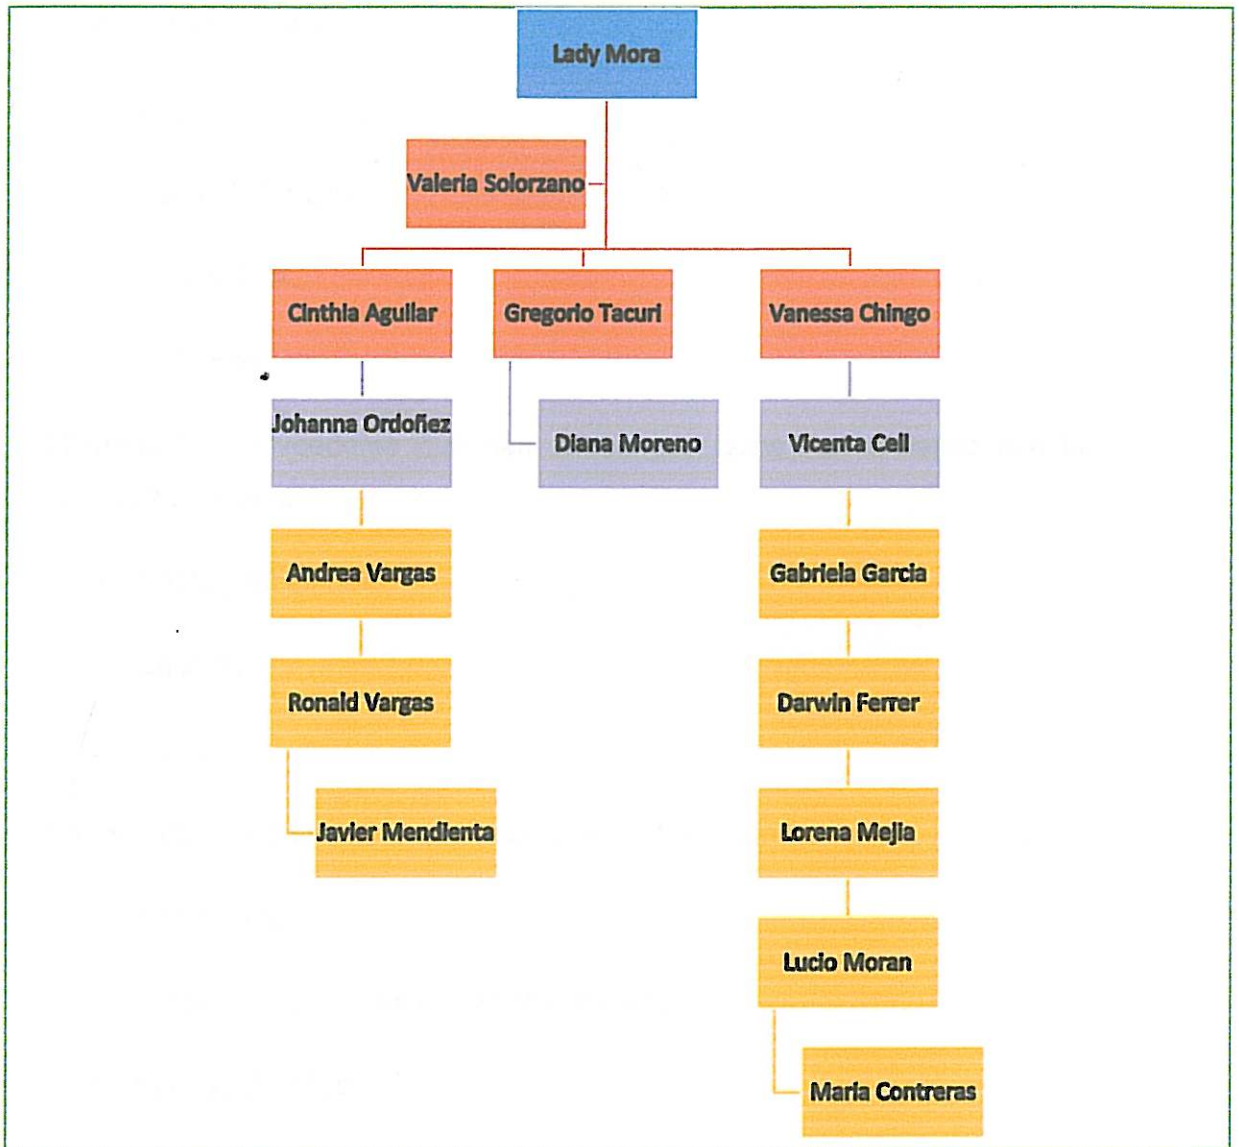 Lady Mora
Valeria Solorzano
Cinthia Aguilar
Gregorio Tacuri
Vanessa Chingo
Johanna Ordoñez
Diana Moreno
Vicenta Celi
Andrea Vargas
Gabriela Garcia
Ronald Vargas
Darwin Ferrer
Javier Mendienta
Lorena Mejia
Lucio Moran
Maria Contreras